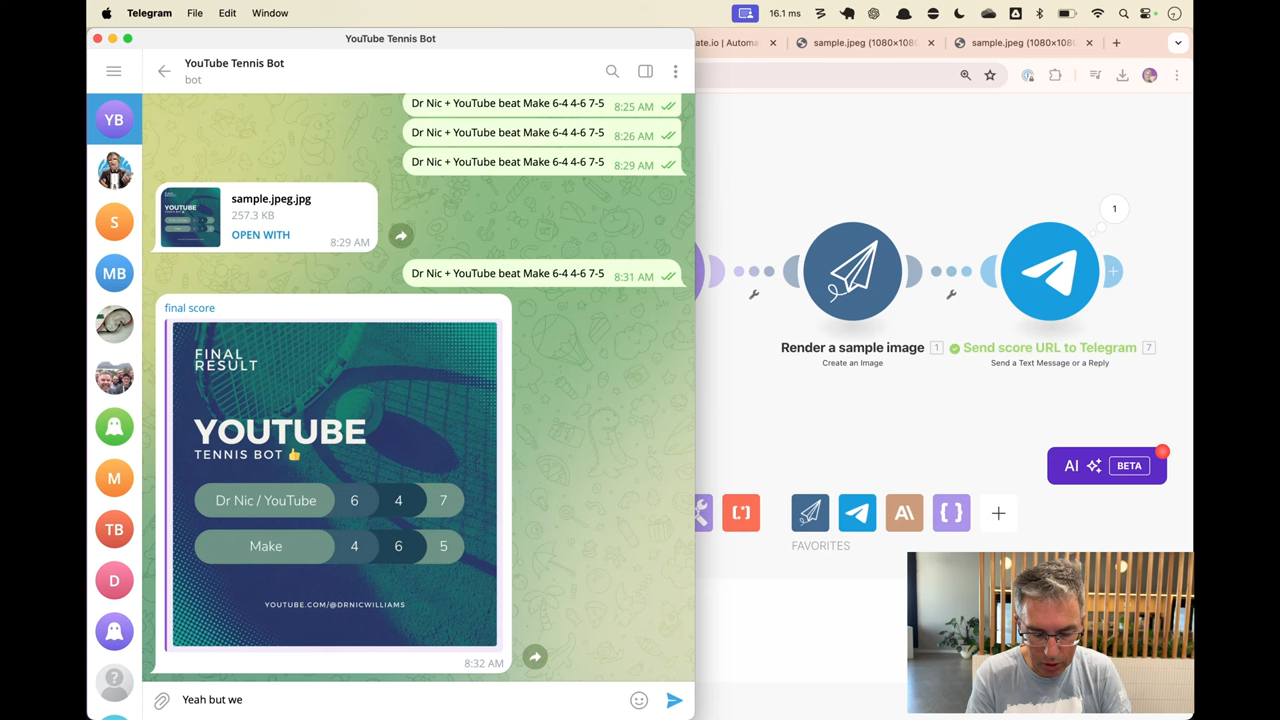 Telegram File Edit Window
16.1 ms
YouTube Tennis Bot
ate.io | Automa
sample.jpeg (1080×1080
sample.jpeg (1080×1080
YouTube Tennis Bot
bot
YB
S
MB
M
TB
D
Dr Nic + YouTube beat Make 6-4 4-6 7-5 8:25 AM
Dr Nic + YouTube beat Make 6-4 4-6 7-5 8:26 AM
Dr Nic + YouTube beat Make 6-4 4-6 7-5 8:29 AM
sample.jpeg.jpg
257.3 KB
OPEN WITH
8:29 AM
Dr Nic + YouTube beat Make 6-4 4-6 7-5 8:31 AM
final score
FINAL
RESULT
YOUTUBE
TENNIS BOT 👍
Dr Nic / YouTube 6 4 7
Make 4 6 5
YOUTUBE.COM/@DRNICWILLIAMS
8:32 AM
Yeah but we
1
Render a sample image 1
Create an Image
Send score URL to Telegram 7
Send a Text Message or a Reply
AI BETA
FAVORITES